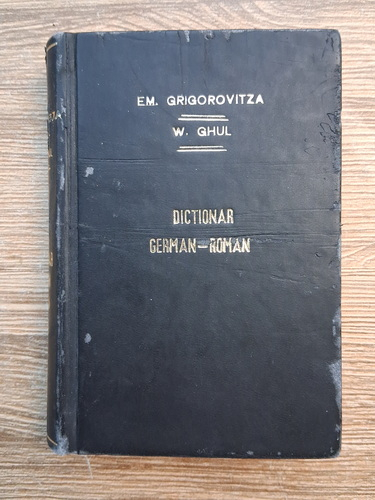 EM. GRIGOROVITZA
W. GHUL
DICTIONAR
GERMAN-ROMAN